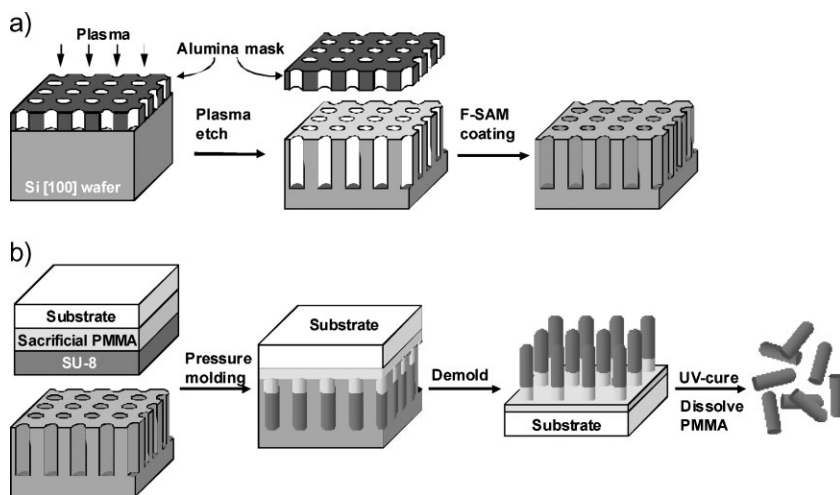 a)
Plasma
Alumina mask
Plasma
etch
F-SAM
coating
Si [100] wafer
b)
Substrate
Sacrificial PMMA
SU-8
Pressure
molding
Substrate
Demold
Substrate
UV-cure
Dissolve
PMMA